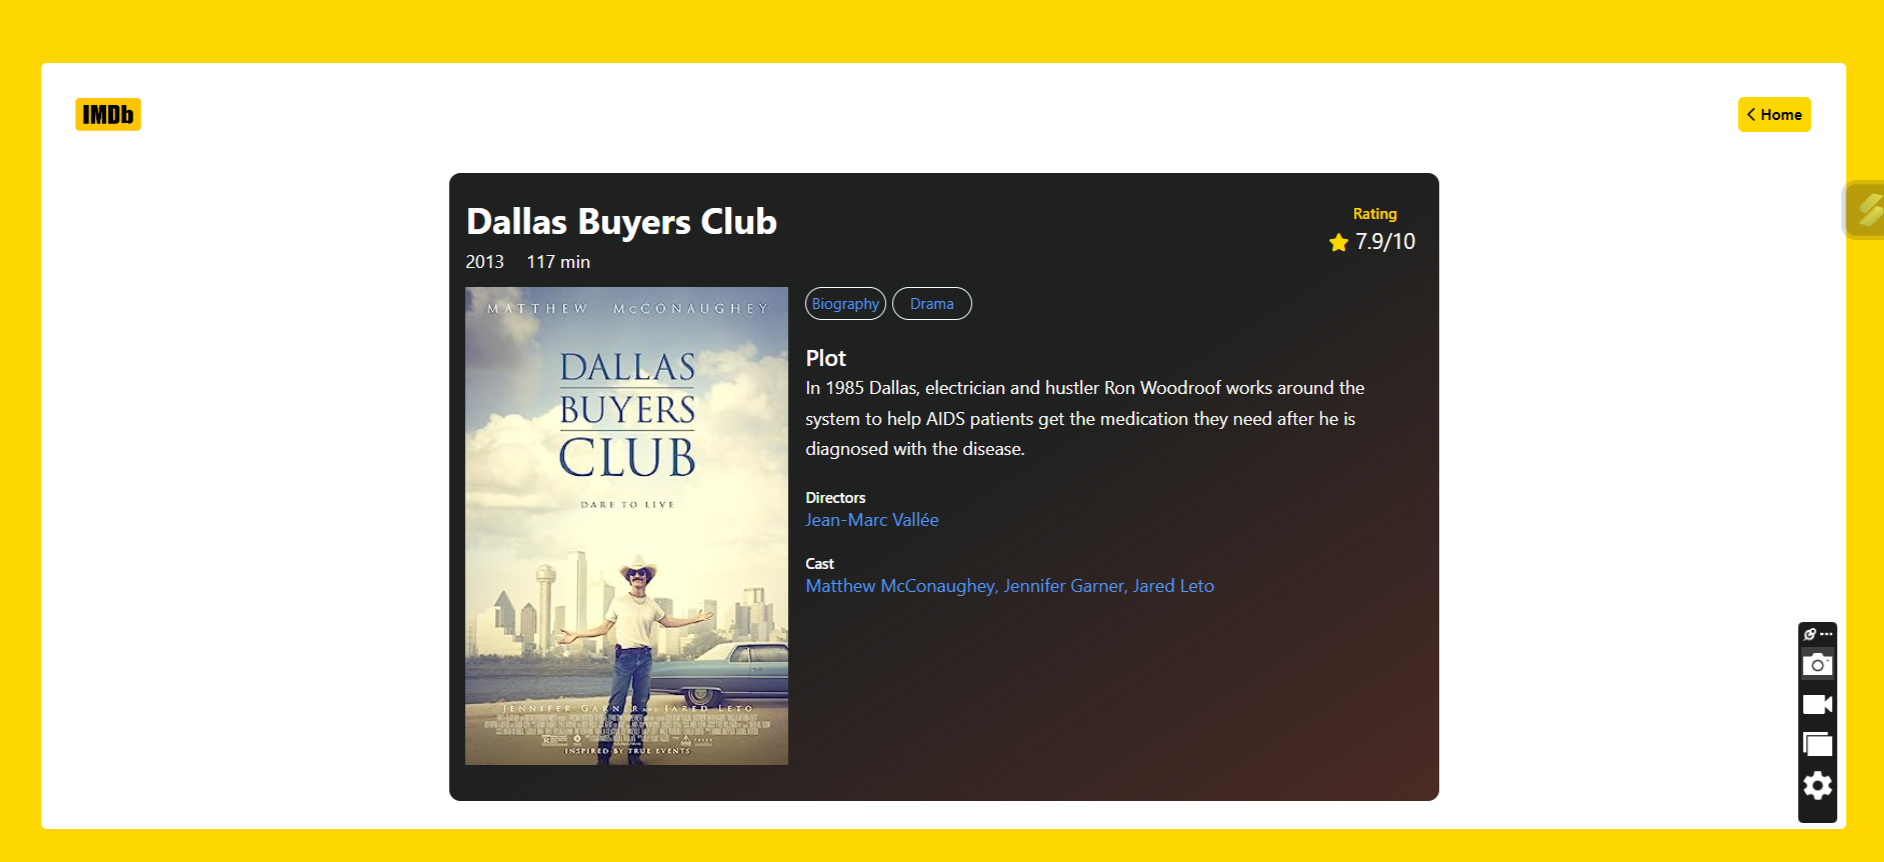 IMDb
Home
Dallas Buyers Club
Rating
7.9/10
2013 117 min
MATTHEW McCONAUGHEY
DALLAS
BUYERS
CLUB
DARE TO LIVE
JENNIFER GARNER AND JARED LETO
INSPIRED BY TRUE EVENTS
Biography Drama
Plot
In 1985 Dallas, electrician and hustler Ron Woodroof works around the
system to help AIDS patients get the medication they need after he is
diagnosed with the disease.
Directors
Jean-Marc Vallée
Cast
Matthew McConaughey, Jennifer Garner, Jared Leto